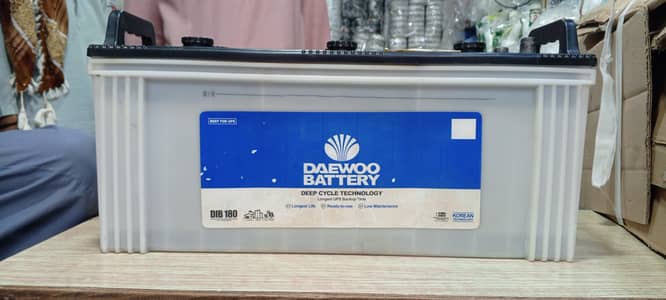 BEST FOR UPS
DAEWOO
BATTERY
DEEP CYCLE TECHNOLOGY
Longest UPS Backup Time
Longest Life Ready-to-use Low Maintenance
DIB 180
KOREAN
TECHNOLOGY